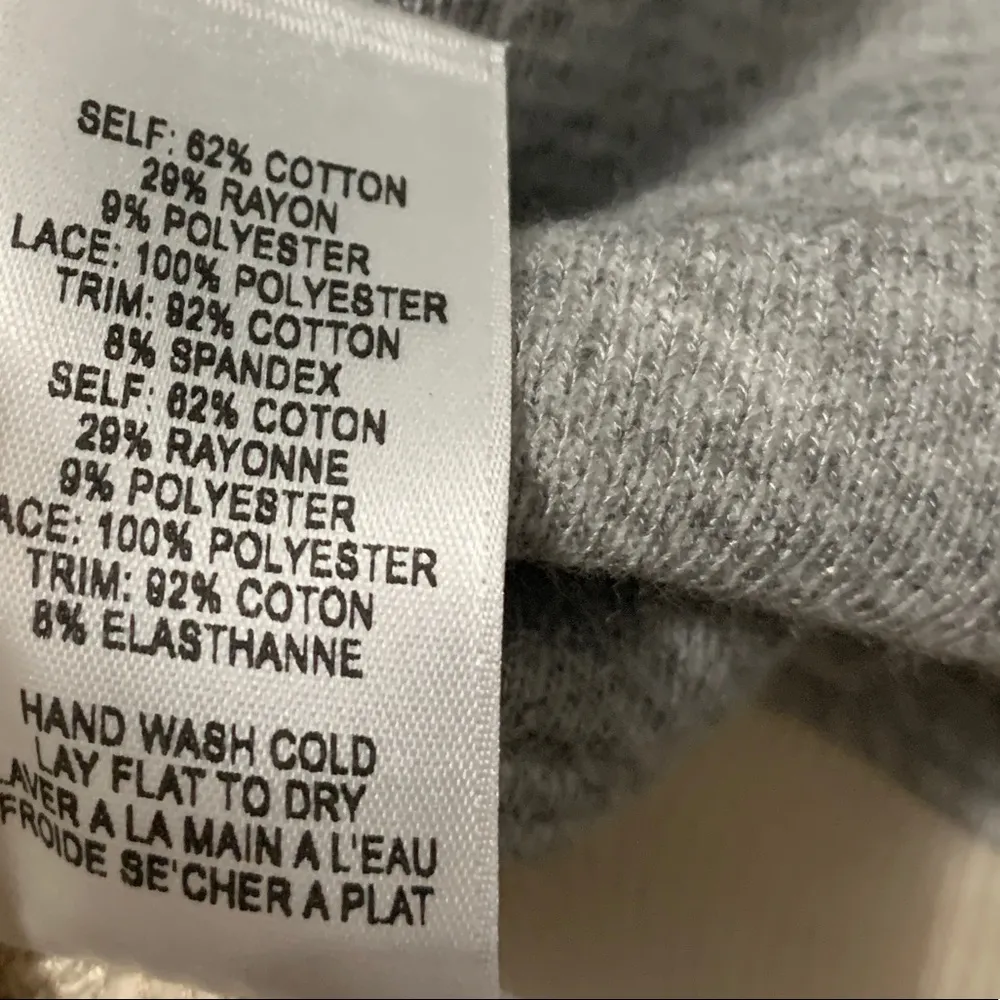 SELF: 62% COTTON
29% RAYON
9% POLYESTER
LACE: 100% POLYESTER
TRIM: 92% COTTON
8% SPANDEX
SELF: 62% COTON
29% RAYONNE
9% POLYESTER
ACE: 100% POLYESTER
TRIM: 92% COTON
8% ELASTHANNE
HAND WASH COLD
LAY FLAT TO DRY
LAVER A LA MAIN A L'EAU
FROIDE SE'CHER A PLAT